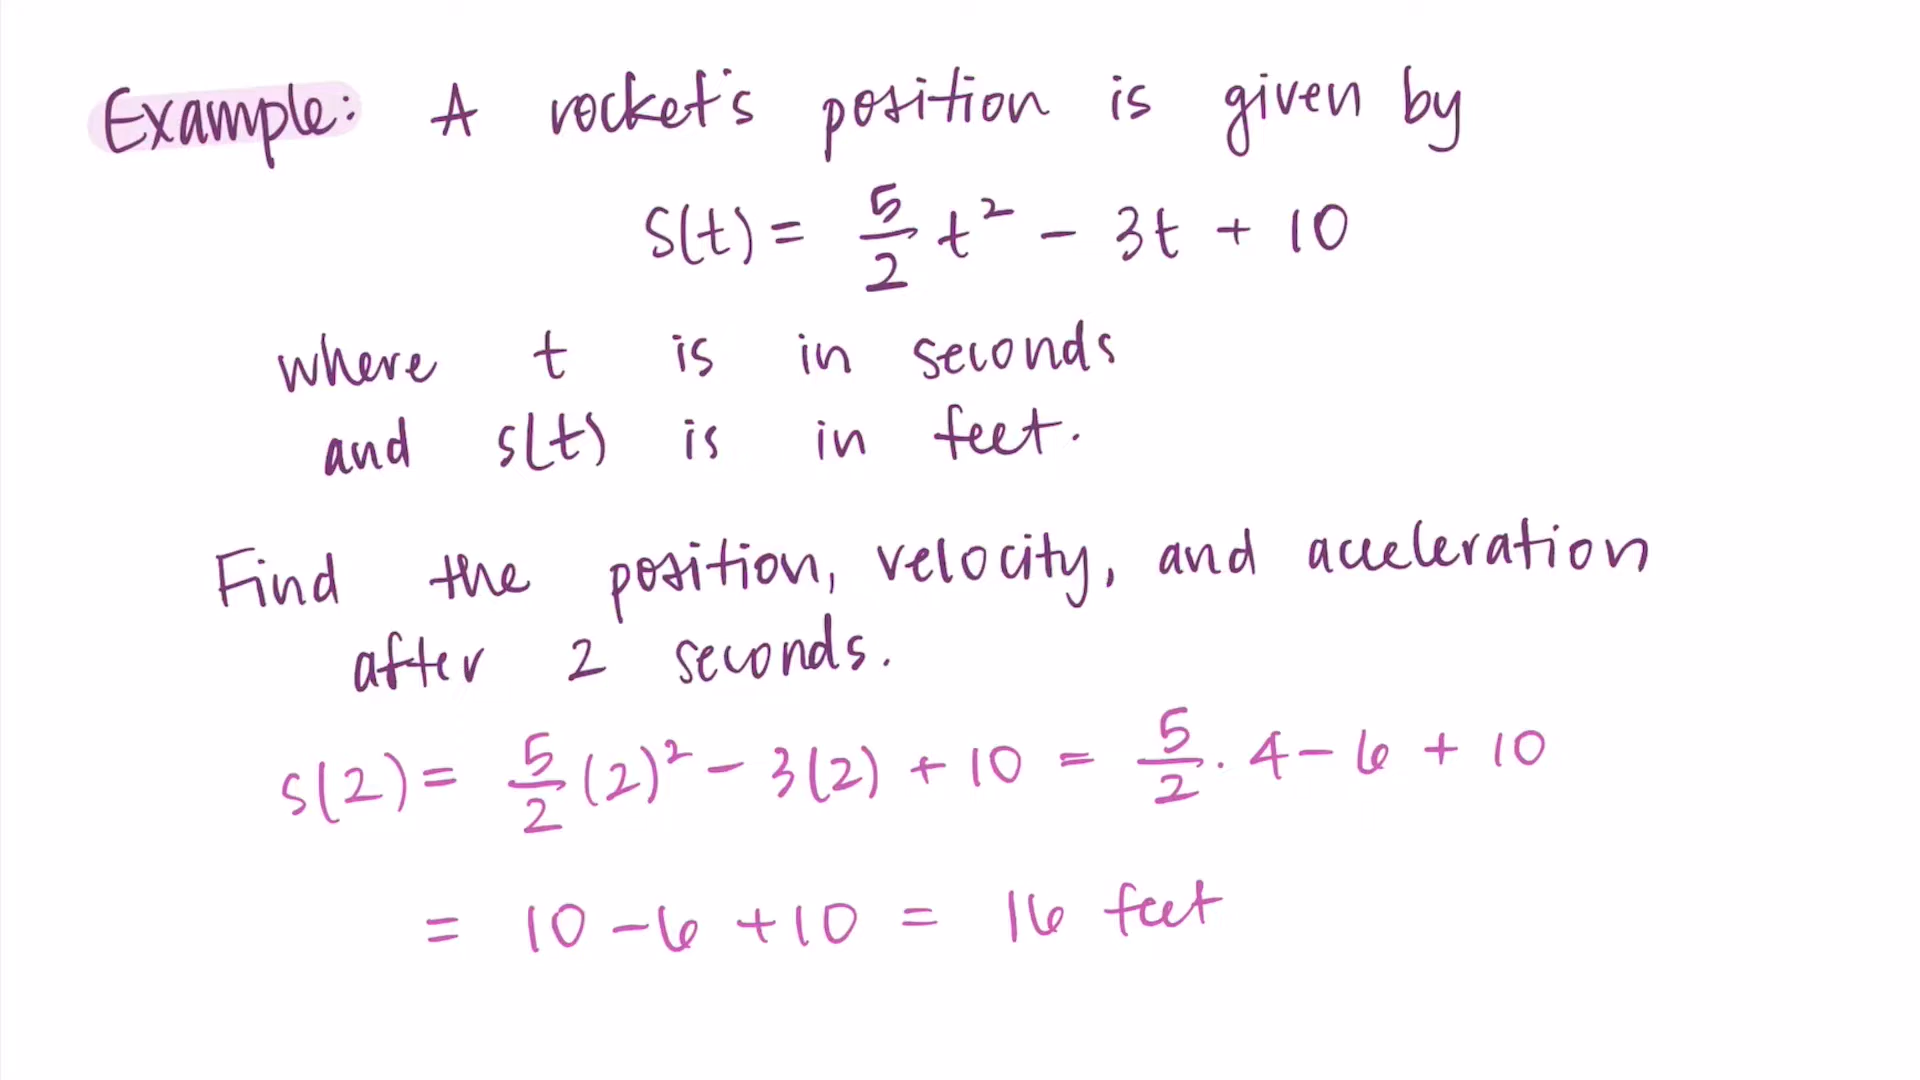 Example: A rocket's position is given by
S(t) = 5/2 t² - 3t + 10
where t is in seconds
and s(t) is in feet.
Find the position, velocity, and acceleration
after 2 seconds.
s(2) = 5/2 (2)² - 3(2) + 10 = 5/2 · 4 - 6 + 10
= 10 - 6 + 10 = 16 feet.